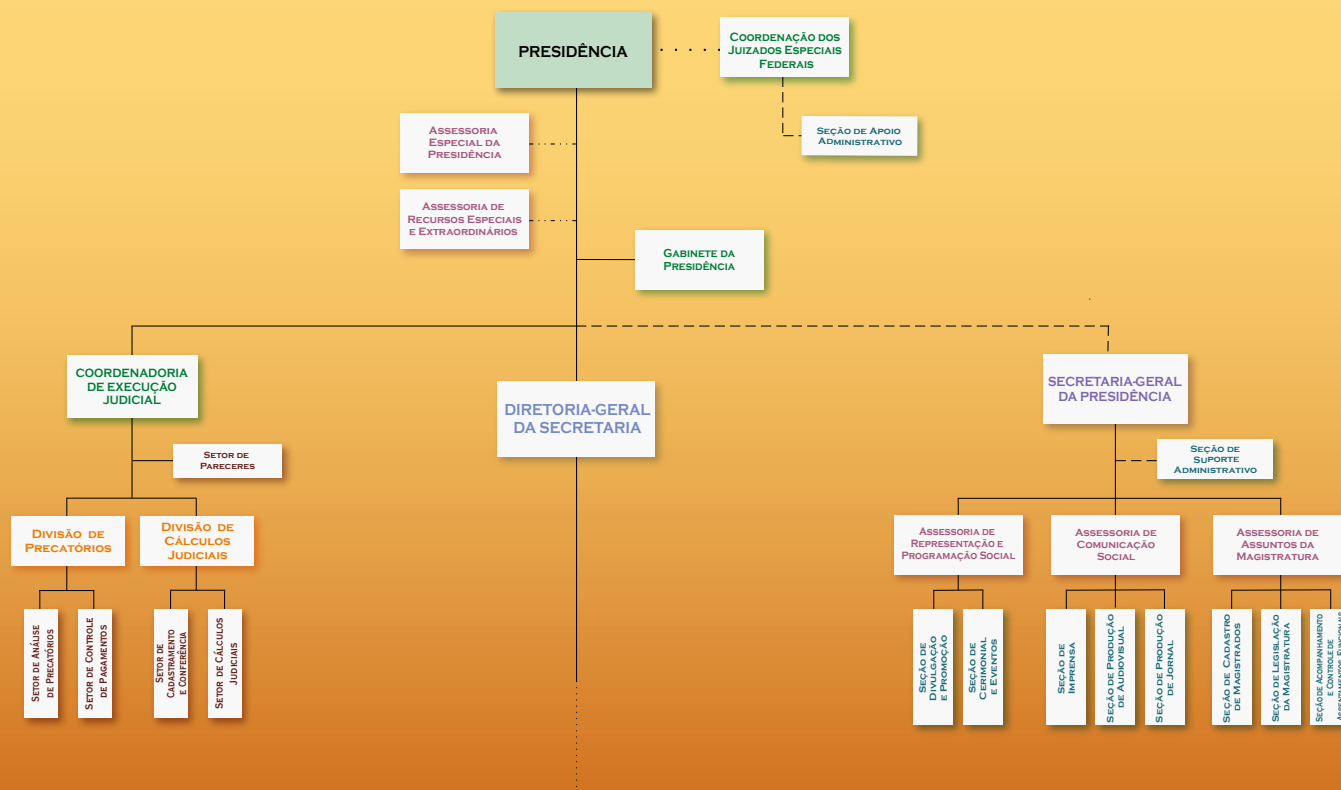 PRESIDÊNCIA
COORDENAÇÃO DOS
JUIZADOS ESPECIAIS
FEDERAIS
SEÇÃO DE APOIO
ADMINISTRATIVO
ASSESSORIA
ESPECIAL DA
PRESIDÊNCIA
ASSESSORIA DE
RECURSOS ESPECIAIS
E EXTRAORDINÁRIOS
GABINETE DA
PRESIDÊNCIA
COORDENADORIA
DE EXECUÇÃO
JUDICIAL
DIRETORIA-GERAL
DA SECRETARIA
SECRETARIA-GERAL
DA PRESIDÊNCIA
SETOR DE
PARECERES
SEÇÃO DE
SUPORTE
ADMINISTRATIVO
DIVISÃO DE
PRECATÓRIOS
DIVISÃO DE
CÁLCULOS
JUDICIAIS
ASSESSORIA DE
REPRESENTAÇÃO E
PROGRAMAÇÃO SOCIAL
ASSESSORIA DE
COMUNICAÇÃO
SOCIAL
ASSESSORIA DE
ASSUNTOS DA
MAGISTRATURA
SETOR DE ANÁLISE
DE PRECATÓRIOS
SETOR DE CONTROLE
DE PAGAMENTOS
SETOR DE
CADASTRAMENTO
E CONFERÊNCIA
SETOR DE CÁLCULOS
JUDICIAIS
SEÇÃO DE
DIVULGAÇÃO
E PROMOÇÃO
SEÇÃO DE
CERIMONIAL
E EVENTOS
SEÇÃO DE
IMPRENSA
SEÇÃO DE PRODUÇÃO
DE AUDIOVISUAL
SEÇÃO DE PRODUÇÃO
DE JORNAL
SEÇÃO DE CADASTRO
DE MAGISTRADOS
SEÇÃO DE LEGISLAÇÃO
DA MAGISTRATURA
SEÇÃO DE ACOMPANHAMENTO
E CONTROLE DE
ASSENTAMENTOS FUNCIONAIS